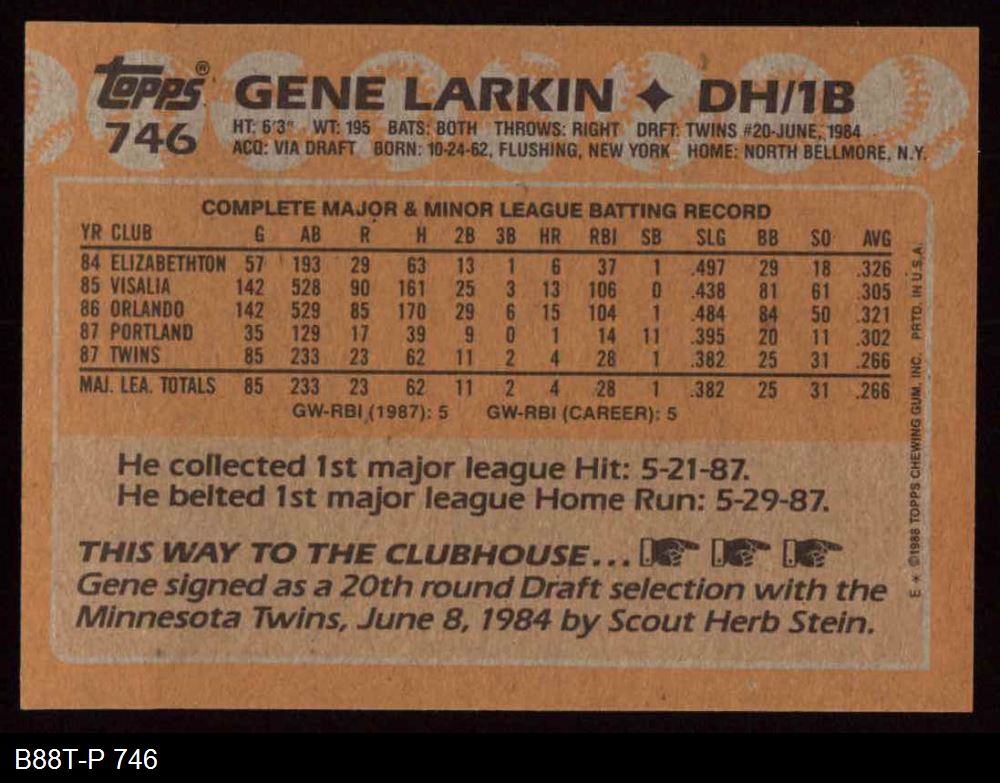 Topps® GENE LARKIN ✦ DH/1B
746 HT: 6'3" WT: 195 BATS: BOTH THROWS: RIGHT DRFT: TWINS #20-JUNE, 1984
ACQ: VIA DRAFT BORN: 10-24-62, FLUSHING, NEW YORK HOME: NORTH BELLMORE, N.Y.
COMPLETE MAJOR & MINOR LEAGUE BATTING RECORD
YR CLUB G AB R H 2B 3B HR RBI SB SLG BB SO AVG
84 ELIZABETHTON 57 193 29 63 13 1 6 37 1 .497 29 18 .326
85 VISALIA 142 528 90 161 25 3 13 106 0 .438 81 61 .305
86 ORLANDO 142 529 85 170 29 6 15 104 1 .484 84 50 .321
87 PORTLAND 35 129 17 39 9 0 1 14 11 .395 20 11 .302
87 TWINS 85 233 23 62 11 2 4 28 1 .382 25 31 .266
MAJ. LEA. TOTALS 85 233 23 62 11 2 4 28 1 .382 25 31 .266
GW-RBI (1987): 5 GW-RBI (CAREER): 5
He collected 1st major league Hit: 5-21-87.
He belted 1st major league Home Run: 5-29-87.
THIS WAY TO THE CLUBHOUSE...
Gene signed as a 20th round Draft selection with the
Minnesota Twins, June 8, 1984 by Scout Herb Stein.
E * ©1988 TOPPS CHEWING GUM, INC. PRTD. IN U.S.A.
B88T-P 746